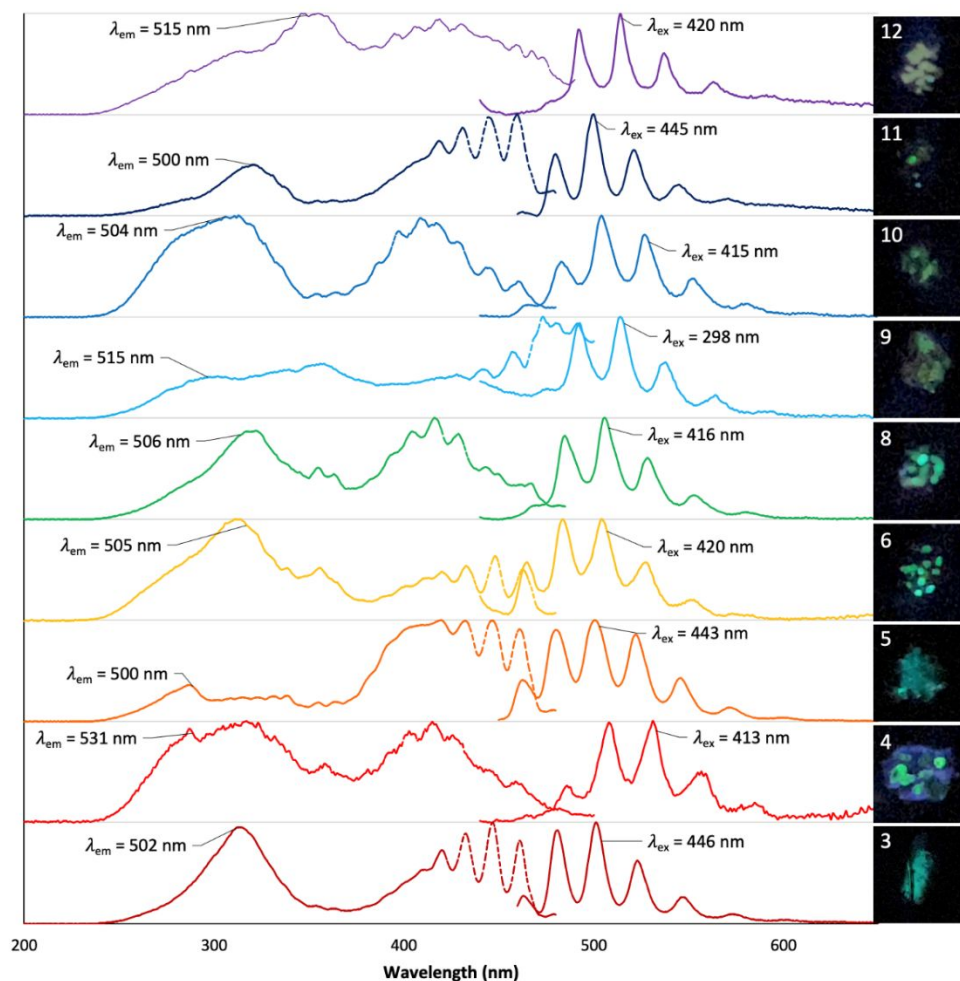 λem = 515 nm
λex = 420 nm
12
λem = 500 nm
λex = 445 nm
11
λem = 504 nm
λex = 415 nm
10
λem = 515 nm
λex = 298 nm
9
λem = 506 nm
λex = 416 nm
8
λem = 505 nm
λex = 420 nm
6
λem = 500 nm
λex = 443 nm
5
λem = 531 nm
λex = 413 nm
4
λem = 502 nm
λex = 446 nm
3
200 300 400 500 600
Wavelength (nm)